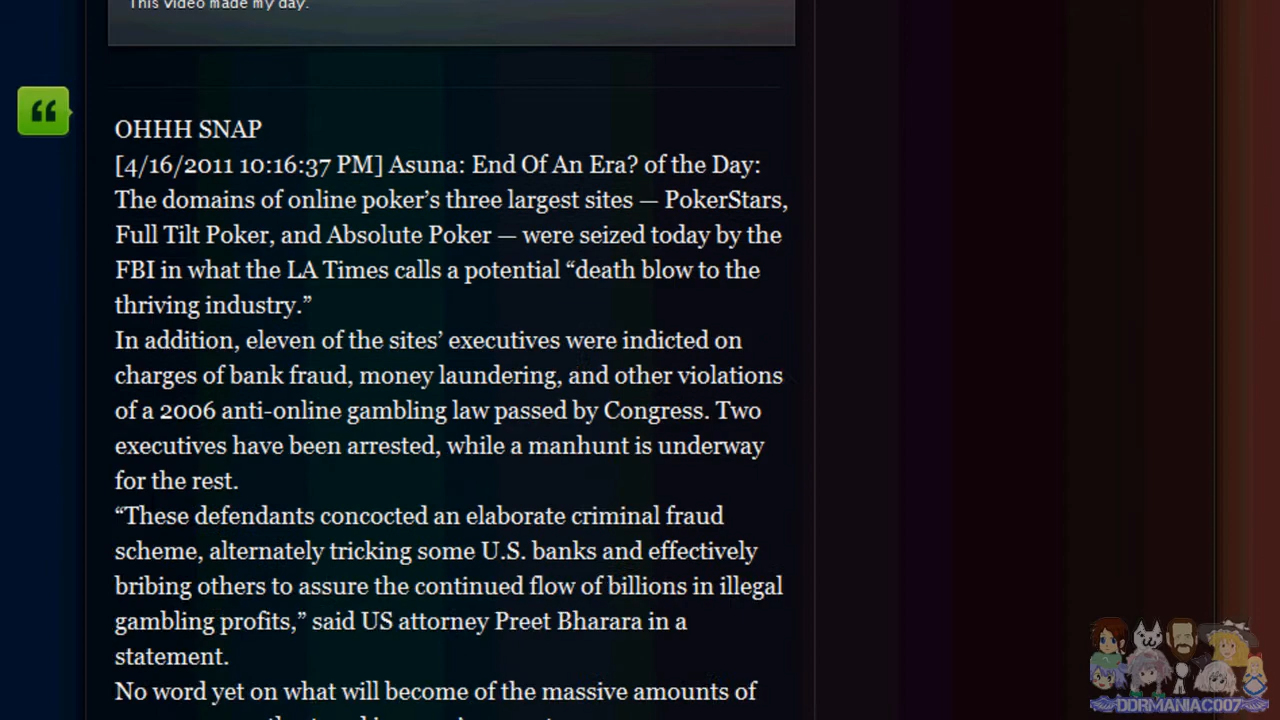 This video made my day.
“
OHHH SNAP
[4/16/2011 10:16:37 PM] Asuna: End Of An Era? of the Day:
The domains of online poker’s three largest sites — PokerStars,
Full Tilt Poker, and Absolute Poker — were seized today by the
FBI in what the LA Times calls a potential “death blow to the
thriving industry.”
In addition, eleven of the sites’ executives were indicted on
charges of bank fraud, money laundering, and other violations
of a 2006 anti-online gambling law passed by Congress. Two
executives have been arrested, while a manhunt is underway
for the rest.
“These defendants concocted an elaborate criminal fraud
scheme, alternately tricking some U.S. banks and effectively
bribing others to assure the continued flow of billions in illegal
gambling profits,” said US attorney Preet Bharara in a
statement.
No word yet on what will become of the massive amounts of
DDRMANIAC007